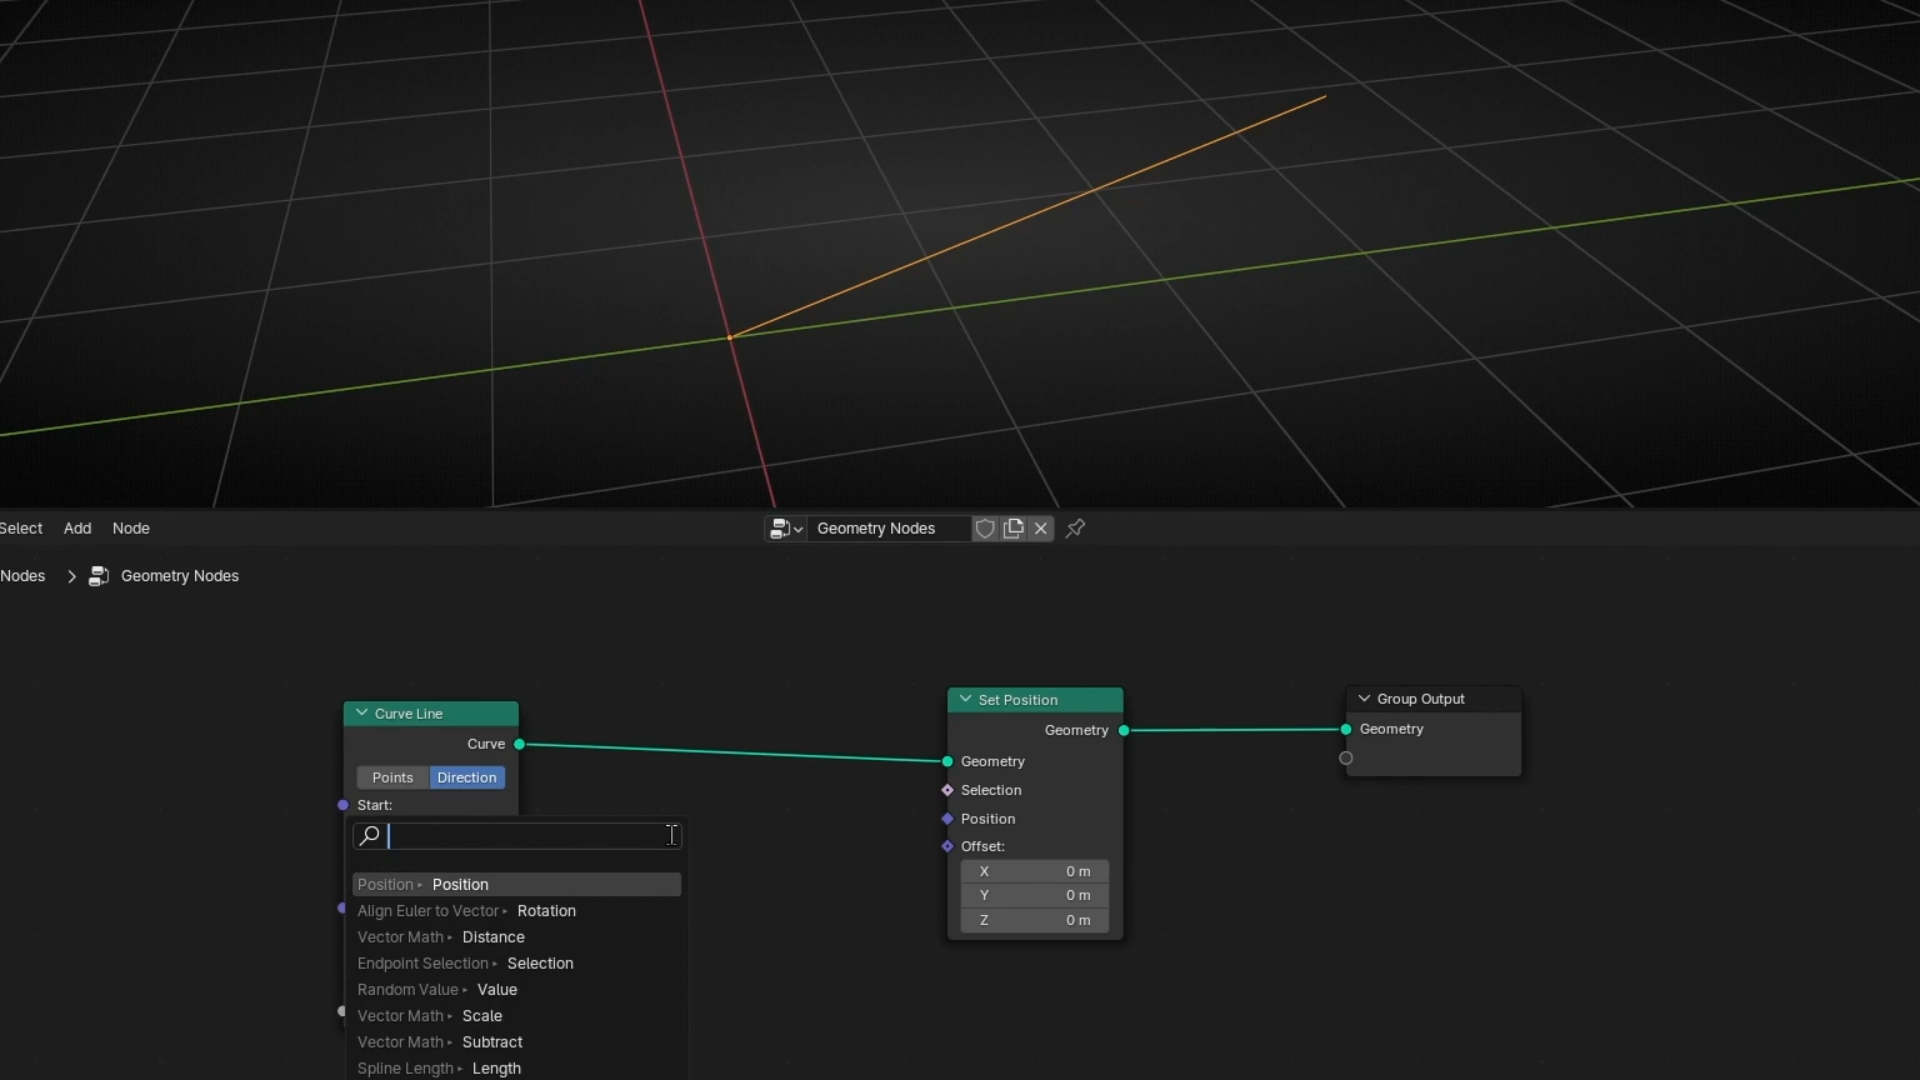 Select Add Node
Geometry Nodes
Nodes > Geometry Nodes
Curve Line
Curve
Points Direction
Start:
Position ▸ Position
Align Euler to Vector ▸ Rotation
Vector Math ▸ Distance
Endpoint Selection ▸ Selection
Random Value ▸ Value
Vector Math ▸ Scale
Vector Math ▸ Subtract
Spline Length ▸ Length
Set Position
Geometry
Geometry
Selection
Position
Offset:
X 0 m
Y 0 m
Z 0 m
Group Output
Geometry